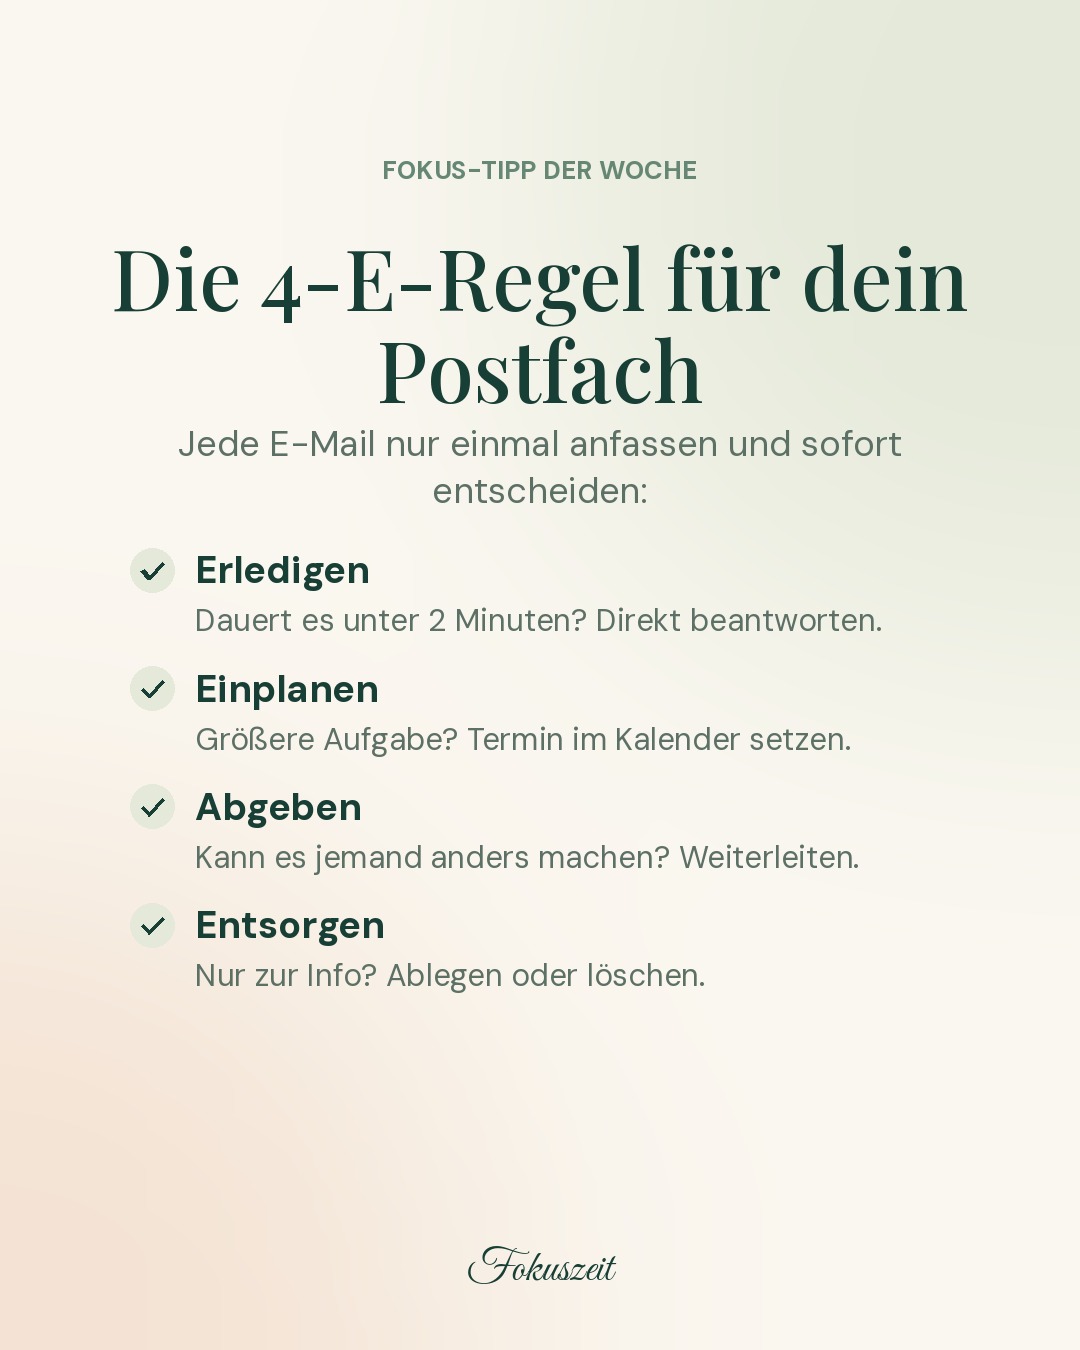 FOKUS-TIPP DER WOCHE
Die 4-E-Regel für dein
Postfach
Jede E-Mail nur einmal anfassen und sofort
entscheiden:
Erledigen
Dauert es unter 2 Minuten? Direkt beantworten.
Einplanen
Größere Aufgabe? Termin im Kalender setzen.
Abgeben
Kann es jemand anders machen? Weiterleiten.
Entsorgen
Nur zur Info? Ablegen oder löschen.
Fokuszeit